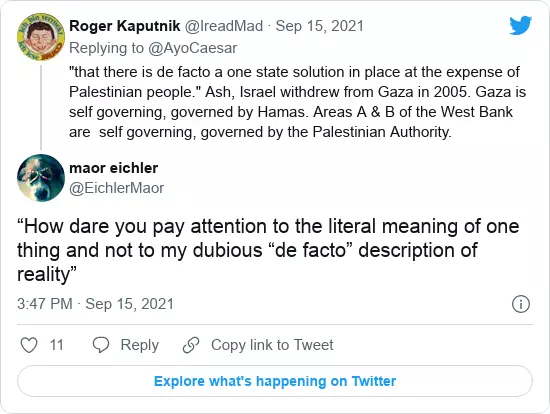 Roger Kaputnik @IreadMad · Sep 15, 2021
Replying to @AyoCaesar
"that there is de facto a one state solution in place at the expense of
Palestinian people." Ash, Israel withdrew from Gaza in 2005. Gaza is
self governing, governed by Hamas. Areas A & B of the West Bank
are  self governing, governed by the Palestinian Authority.
maor eichler
@EichlerMaor
“How dare you pay attention to the literal meaning of one
thing and not to my dubious “de facto” description of
reality”
3:47 PM · Sep 15, 2021
11 Reply Copy link to Tweet
Explore what's happening on Twitter